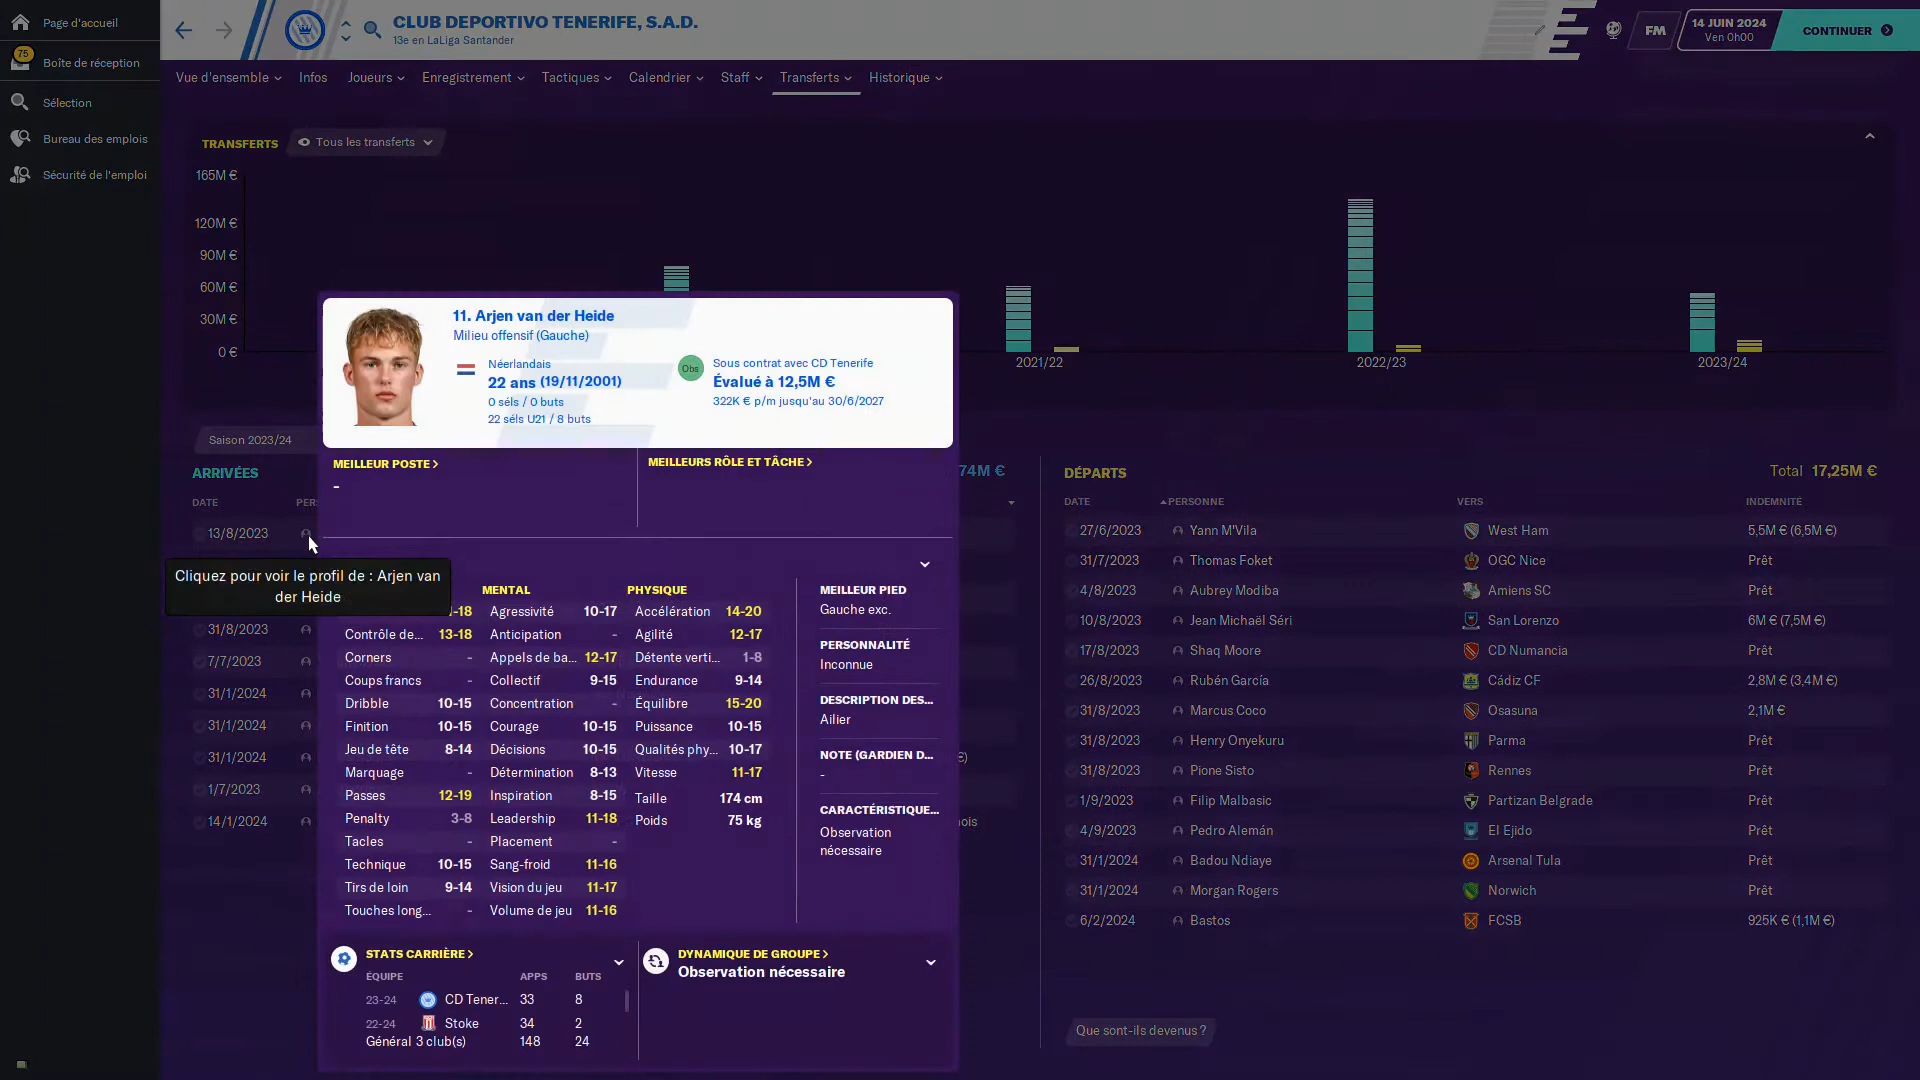 Page d'accueil
75
Boîte de réception
Sélection
Bureau des emplois
Sécurité de l'emploi
CLUB DEPORTIVO TENERIFE, S.A.D.
13e en LaLiga Santander
FM
14 JUIN 2024
Ven 0h00
CONTINUER
Vue d'ensemble
Infos
Joueurs
Enregistrement
Tactiques
Calendrier
Staff
Transferts
Historique
TRANSFERTS
Tous les transferts
165M €
120M €
90M €
60M €
30M €
0 €
2021/22
2022/23
2023/24
11. Arjen van der Heide
Milieu offensif (Gauche)
Néerlandais
22 ans (19/11/2001)
0 séls / 0 buts
22 séls U21 / 8 buts
Obs
Sous contrat avec CD Tenerife
Évalué à 12,5M €
322K € p/m jusqu'au 30/6/2027
MEILLEUR POSTE >
-
MEILLEURS RÔLE ET TÂCHE >
Saison 2023/24
ARRIVÉES
74M €
DATE PER
13/8/2023
Cliquez pour voir le profil de : Arjen van
der Heide
31/8/2023
7/7/2023
31/1/2024
31/1/2024
31/1/2024
€)
1/7/2023
14/1/2024
nois
-18
Contrôle de... 13-18
Corners -
Coups francs -
Dribble 10-15
Finition 10-15
Jeu de tête 8-14
Marquage -
Passes 12-19
Penalty 3-8
Tacles -
Technique 10-15
Tirs de loin 9-14
Touches long... -
MENTAL
Agressivité 10-17
Anticipation -
Appels de ba... 12-17
Collectif 9-15
Concentration -
Courage 10-15
Décisions 10-15
Détermination 8-13
Inspiration 8-15
Leadership 11-18
Placement -
Sang-froid 11-16
Vision du jeu 11-17
Volume de jeu 11-16
PHYSIQUE
Accélération 14-20
Agilité 12-17
Détente verti... 1-8
Endurance 9-14
Équilibre 15-20
Puissance 10-15
Qualités phy... 10-17
Vitesse 11-17
Taille 174 cm
Poids 75 kg
MEILLEUR PIED
Gauche exc.
PERSONNALITÉ
Inconnue
DESCRIPTION DES...
Ailier
NOTE (GARDIEN D...
-
CARACTÉRISTIQUE...
Observation
nécessaire
STATS CARRIÈRE >
ÉQUIPE APPS BUTS
23-24 CD Tener... 33 8
22-24 Stoke 34 2
Général 3 club(s) 148 24
DYNAMIQUE DE GROUPE >
Observation nécessaire
DÉPARTS
Total 17,25M €
DATE PERSONNE VERS INDEMNITÉ
27/6/2023 Yann M'Vila West Ham 5,5M € (6,5M €)
31/7/2023 Thomas Foket OGC Nice Prêt
4/8/2023 Aubrey Modiba Amiens SC Prêt
10/8/2023 Jean Michaël Séri San Lorenzo 6M € (7,5M €)
17/8/2023 Shaq Moore CD Numancia Prêt
26/8/2023 Rubén García Cádiz CF 2,8M € (3,4M €)
31/8/2023 Marcus Coco Osasuna 2,1M €
31/8/2023 Henry Onyekuru Parma Prêt
31/8/2023 Pione Sisto Rennes Prêt
1/9/2023 Filip Malbasic Partizan Belgrade Prêt
4/9/2023 Pedro Alemán El Ejido Prêt
31/1/2024 Badou Ndiaye Arsenal Tula Prêt
31/1/2024 Morgan Rogers Norwich Prêt
6/2/2024 Bastos FCSB 925K € (1,1M €)
Que sont-ils devenus ?